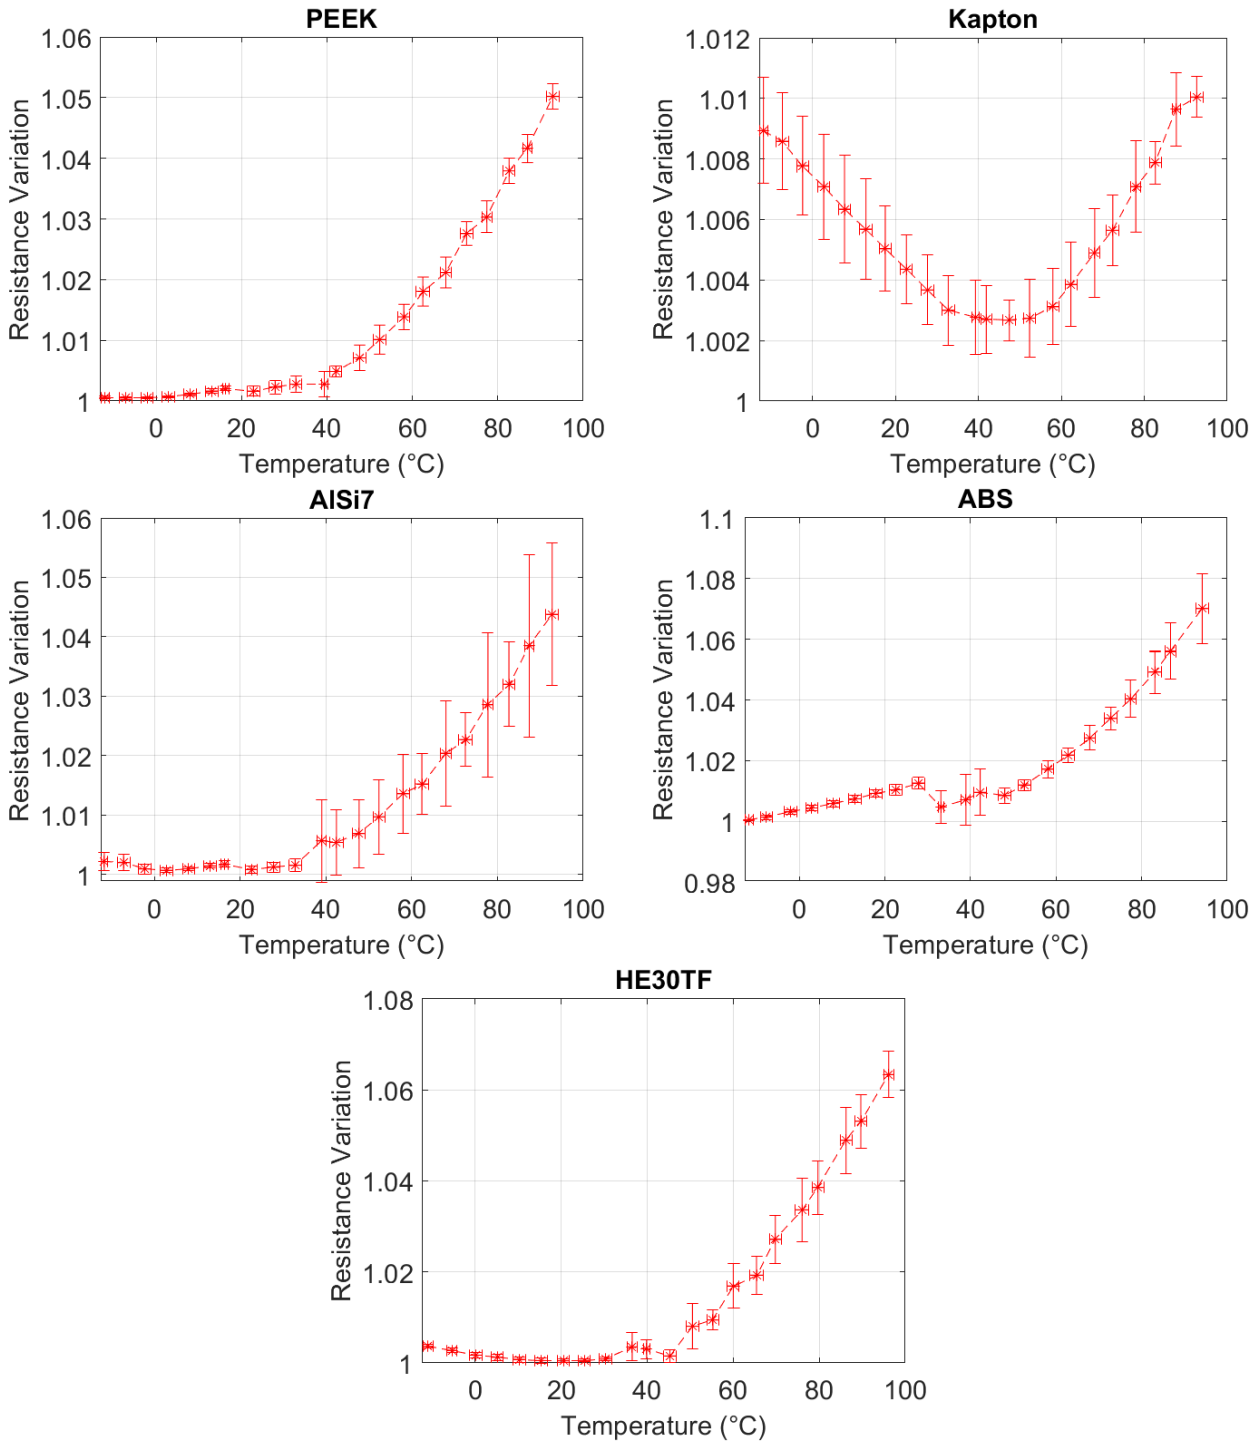 PEEK
1.06
1.05
1.04
1.03
1.02
1.01
1
Resistance Variation
0 20 40 60 80 100
Temperature (°C)
Kapton
1.012
1.01
1.008
1.006
1.004
1.002
1
Resistance Variation
0 20 40 60 80 100
Temperature (°C)
AlSi7
1.06
1.05
1.04
1.03
1.02
1.01
1
Resistance Variation
0 20 40 60 80 100
Temperature (°C)
ABS
1.1
1.08
1.06
1.04
1.02
1
0.98
Resistance Variation
0 20 40 60 80 100
Temperature (°C)
HE30TF
1.08
1.06
1.04
1.02
1
Resistance Variation
0 20 40 60 80 100
Temperature (°C)